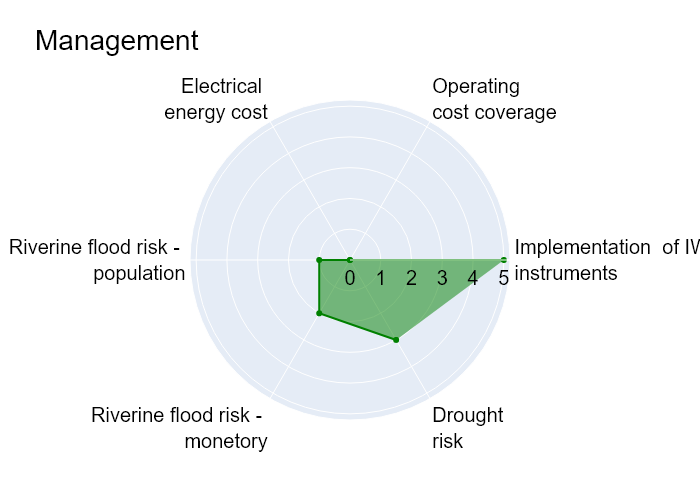 Management
Electrical
energy cost
Operating
cost coverage
Riverine flood risk -
population
Implementation  of
instruments
0 1 2 3 4 5
Riverine flood risk -
monetory
Drought
risk